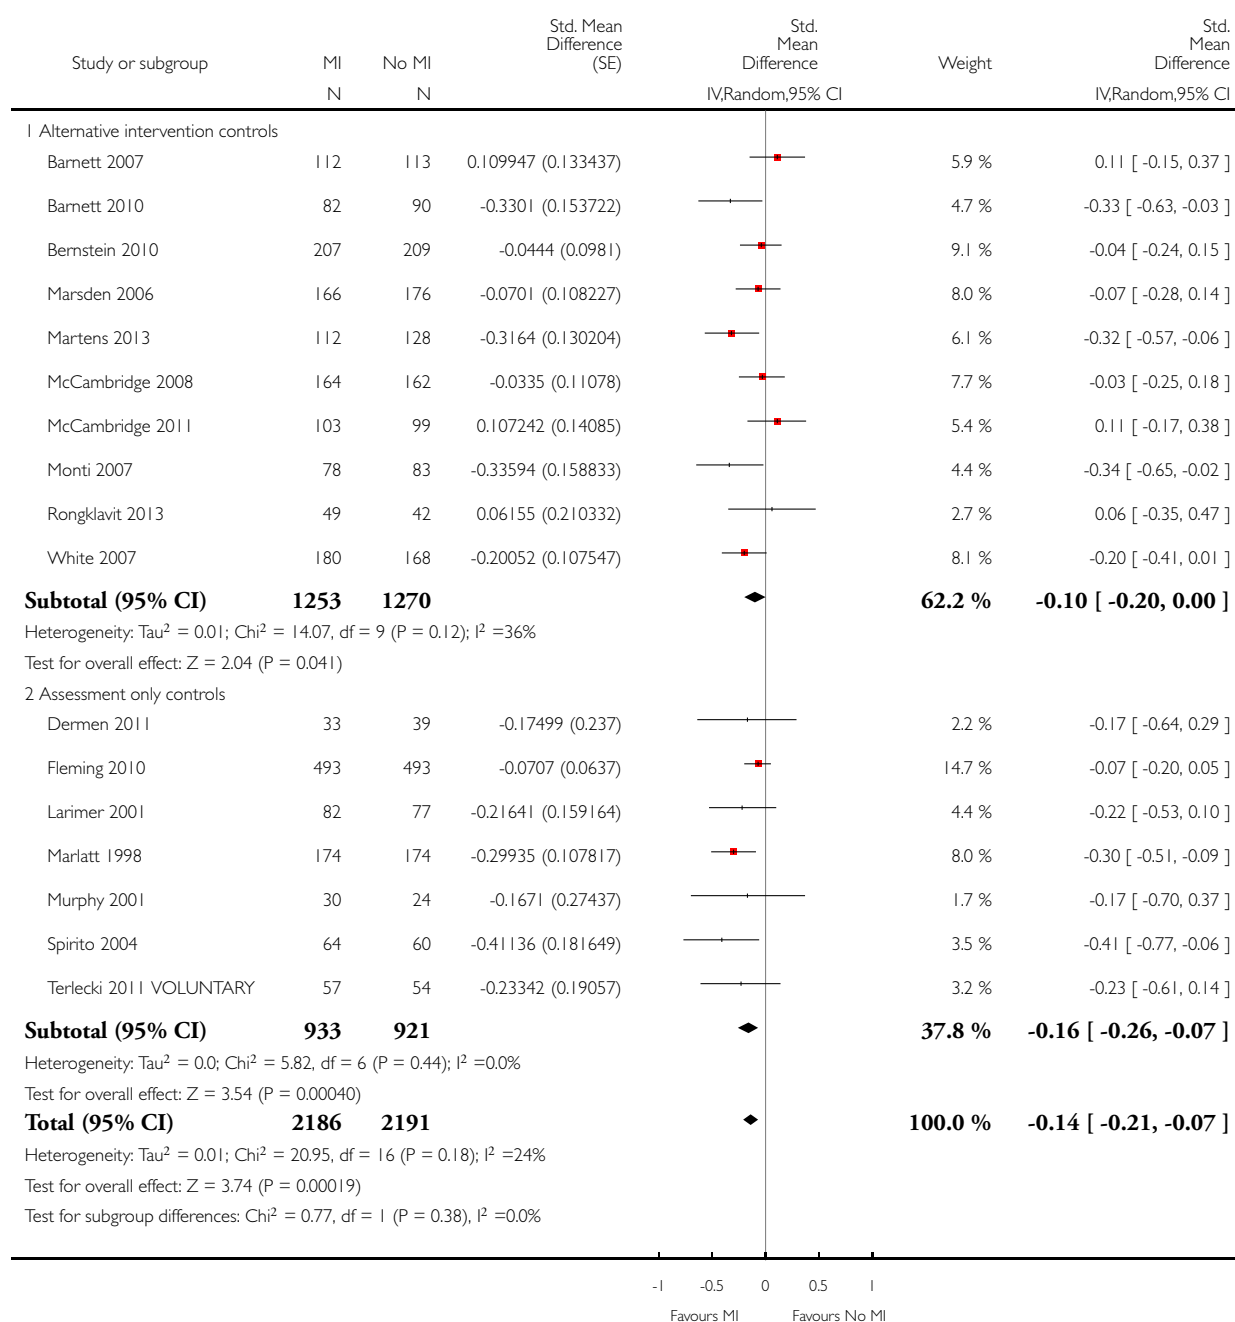 Std. Mean Difference (SE)
Std. Mean Difference
Std. Mean Difference
Study or subgroup MI No MI Weight
N N IV,Random,95% CI IV,Random,95% CI
1 Alternative intervention controls
Barnett 2007 112 113 0.109947 (0.133437) 5.9 % 0.11 [ -0.15, 0.37 ]
Barnett 2010 82 90 -0.3301 (0.153722) 4.7 % -0.33 [ -0.63, -0.03 ]
Bernstein 2010 207 209 -0.0444 (0.0981) 9.1 % -0.04 [ -0.24, 0.15 ]
Marsden 2006 166 176 -0.0701 (0.108227) 8.0 % -0.07 [ -0.28, 0.14 ]
Martens 2013 112 128 -0.3164 (0.130204) 6.1 % -0.32 [ -0.57, -0.06 ]
McCambridge 2008 164 162 -0.0335 (0.11078) 7.7 % -0.03 [ -0.25, 0.18 ]
McCambridge 2011 103 99 0.107242 (0.14085) 5.4 % 0.11 [ -0.17, 0.38 ]
Monti 2007 78 83 -0.33594 (0.158833) 4.4 % -0.34 [ -0.65, -0.02 ]
Rongklavit 2013 49 42 0.06155 (0.210332) 2.7 % 0.06 [ -0.35, 0.47 ]
White 2007 180 168 -0.20052 (0.107547) 8.1 % -0.20 [ -0.41, 0.01 ]
Subtotal (95% CI) 1253 1270 62.2 % -0.10 [ -0.20, 0.00 ]
Heterogeneity: Tau² = 0.01; Chi² = 14.07, df = 9 (P = 0.12); I² =36%
Test for overall effect: Z = 2.04 (P = 0.041)
2 Assessment only controls
Dermen 2011 33 39 -0.17499 (0.237) 2.2 % -0.17 [ -0.64, 0.29 ]
Fleming 2010 493 493 -0.0707 (0.0637) 14.7 % -0.07 [ -0.20, 0.05 ]
Larimer 2001 82 77 -0.21641 (0.159164) 4.4 % -0.22 [ -0.53, 0.10 ]
Marlatt 1998 174 174 -0.29935 (0.107817) 8.0 % -0.30 [ -0.51, -0.09 ]
Murphy 2001 30 24 -0.1671 (0.27437) 1.7 % -0.17 [ -0.70, 0.37 ]
Spirito 2004 64 60 -0.41136 (0.181649) 3.5 % -0.41 [ -0.77, -0.06 ]
Terlecki 2011 VOLUNTARY 57 54 -0.23342 (0.19057) 3.2 % -0.23 [ -0.61, 0.14 ]
Subtotal (95% CI) 933 921 37.8 % -0.16 [ -0.26, -0.07 ]
Heterogeneity: Tau² = 0.0; Chi² = 5.82, df = 6 (P = 0.44); I² =0.0%
Test for overall effect: Z = 3.54 (P = 0.00040)
Total (95% CI) 2186 2191 100.0 % -0.14 [ -0.21, -0.07 ]
Heterogeneity: Tau² = 0.01; Chi² = 20.95, df = 16 (P = 0.18); I² =24%
Test for overall effect: Z = 3.74 (P = 0.00019)
Test for subgroup differences: Chi² = 0.77, df = 1 (P = 0.38), I² =0.0%
-1 -0.5 0 0.5 1
Favours MI Favours No MI